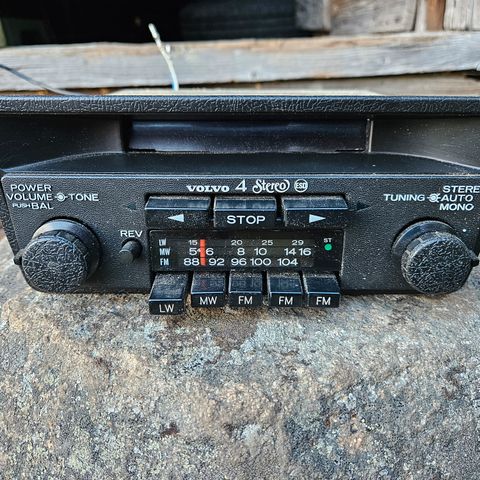 POWER
VOLUME TONE
PUSH BAL
VOLVO 4 Stereo ESD
STEREO
TUNING AUTO
MONO
STOP
REV
LW 15 20 25 29 ST
MW 5 6 8 10 14 16
FM 88 92 96 100 104
LW MW FM FM FM